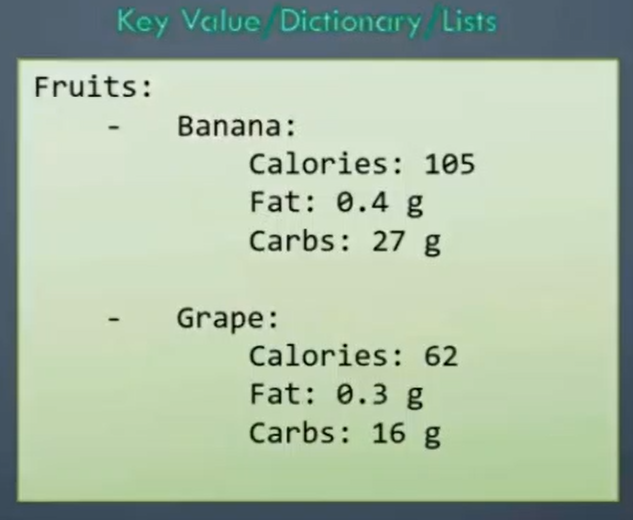 Key Value/Dictionary/Lists
Fruits:
- Banana:
Calories: 105
Fat: 0.4 g
Carbs: 27 g
- Grape:
Calories: 62
Fat: 0.3 g
Carbs: 16 g